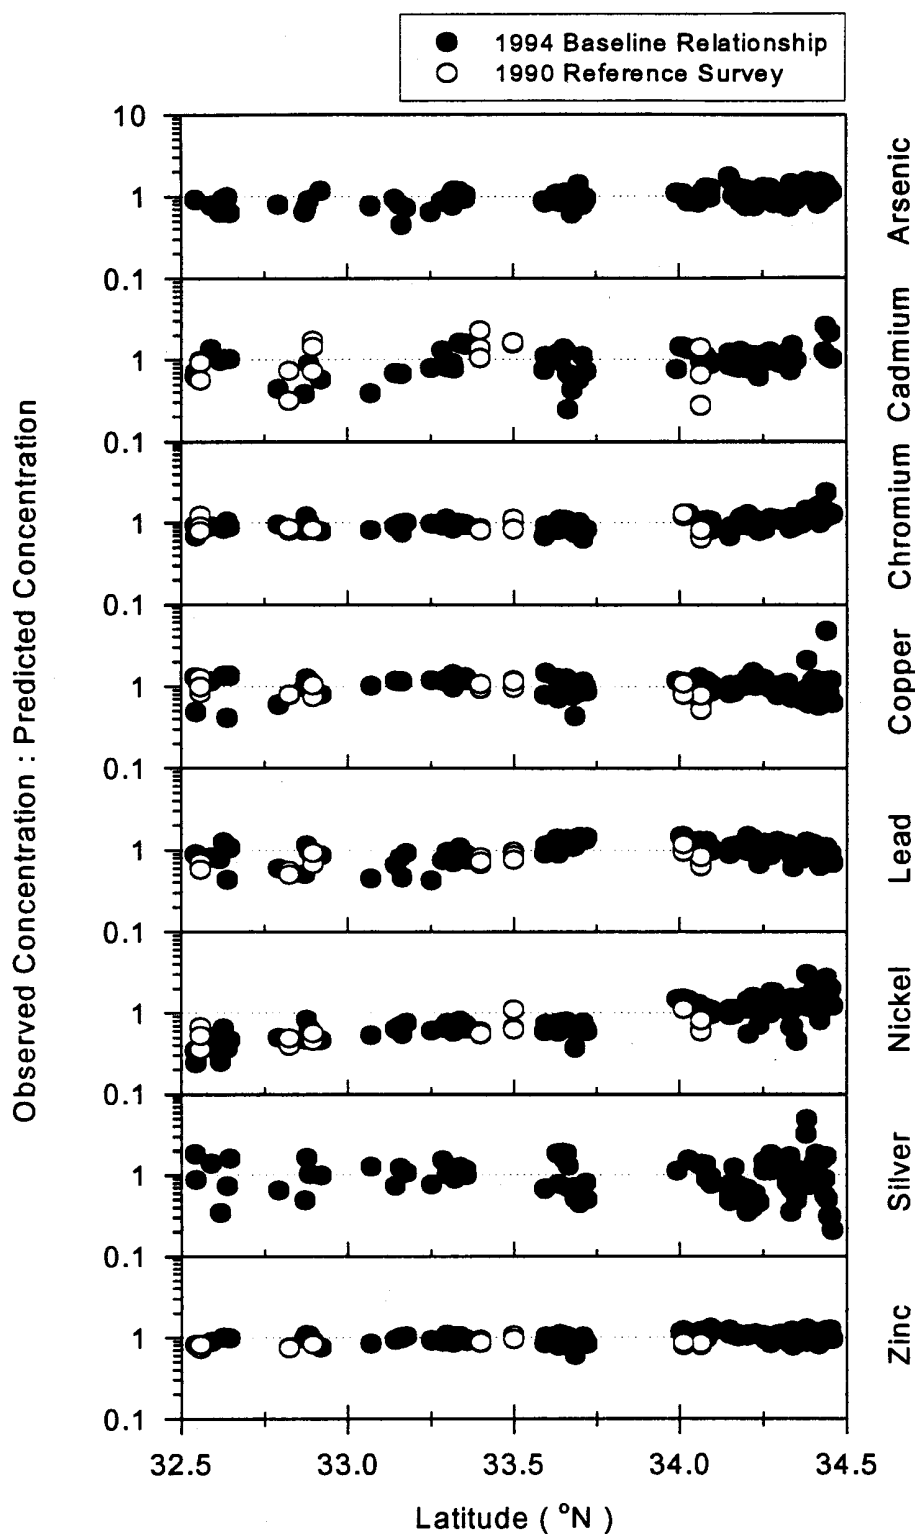 1994 Baseline Relationship
1990 Reference Survey
Observed Concentration : Predicted Concentration
10
1
0.1
Arsenic
1
0.1
Cadmium
1
0.1
Chromium
1
0.1
Copper
1
0.1
Lead
1
0.1
Nickel
1
0.1
Silver
1
0.1
Zinc
32.5 33.0 33.5 34.0 34.5
Latitude ( °N )